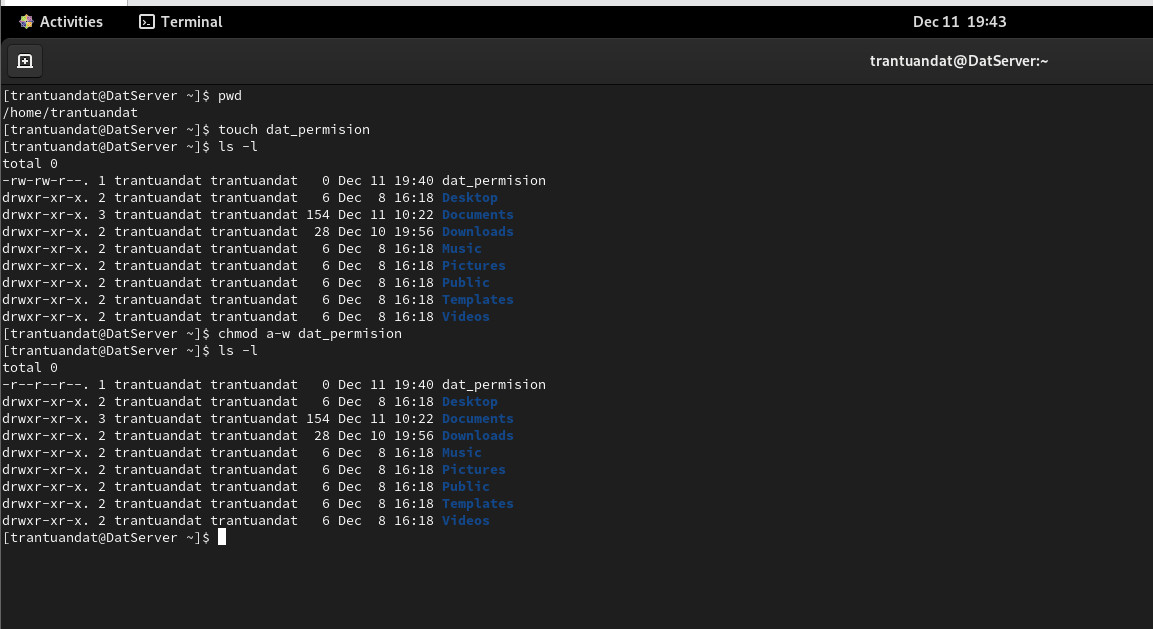 Activities Terminal Dec 11 19:43
trantuandat@DatServer:~
[trantuandat@DatServer ~]$ pwd
/home/trantuandat
[trantuandat@DatServer ~]$ touch dat_permision
[trantuandat@DatServer ~]$ ls -l
total 0
-rw-rw-r--. 1 trantuandat trantuandat   0 Dec 11 19:40 dat_permision
drwxr-xr-x. 2 trantuandat trantuandat   6 Dec  8 16:18 Desktop
drwxr-xr-x. 3 trantuandat trantuandat 154 Dec 11 10:22 Documents
drwxr-xr-x. 2 trantuandat trantuandat  28 Dec 10 19:56 Downloads
drwxr-xr-x. 2 trantuandat trantuandat   6 Dec  8 16:18 Music
drwxr-xr-x. 2 trantuandat trantuandat   6 Dec  8 16:18 Pictures
drwxr-xr-x. 2 trantuandat trantuandat   6 Dec  8 16:18 Public
drwxr-xr-x. 2 trantuandat trantuandat   6 Dec  8 16:18 Templates
drwxr-xr-x. 2 trantuandat trantuandat   6 Dec  8 16:18 Videos
[trantuandat@DatServer ~]$ chmod a-w dat_permision
[trantuandat@DatServer ~]$ ls -l
total 0
-r--r--r--. 1 trantuandat trantuandat   0 Dec 11 19:40 dat_permision
drwxr-xr-x. 2 trantuandat trantuandat   6 Dec  8 16:18 Desktop
drwxr-xr-x. 3 trantuandat trantuandat 154 Dec 11 10:22 Documents
drwxr-xr-x. 2 trantuandat trantuandat  28 Dec 10 19:56 Downloads
drwxr-xr-x. 2 trantuandat trantuandat   6 Dec  8 16:18 Music
drwxr-xr-x. 2 trantuandat trantuandat   6 Dec  8 16:18 Pictures
drwxr-xr-x. 2 trantuandat trantuandat   6 Dec  8 16:18 Public
drwxr-xr-x. 2 trantuandat trantuandat   6 Dec  8 16:18 Templates
drwxr-xr-x. 2 trantuandat trantuandat   6 Dec  8 16:18 Videos
[trantuandat@DatServer ~]$